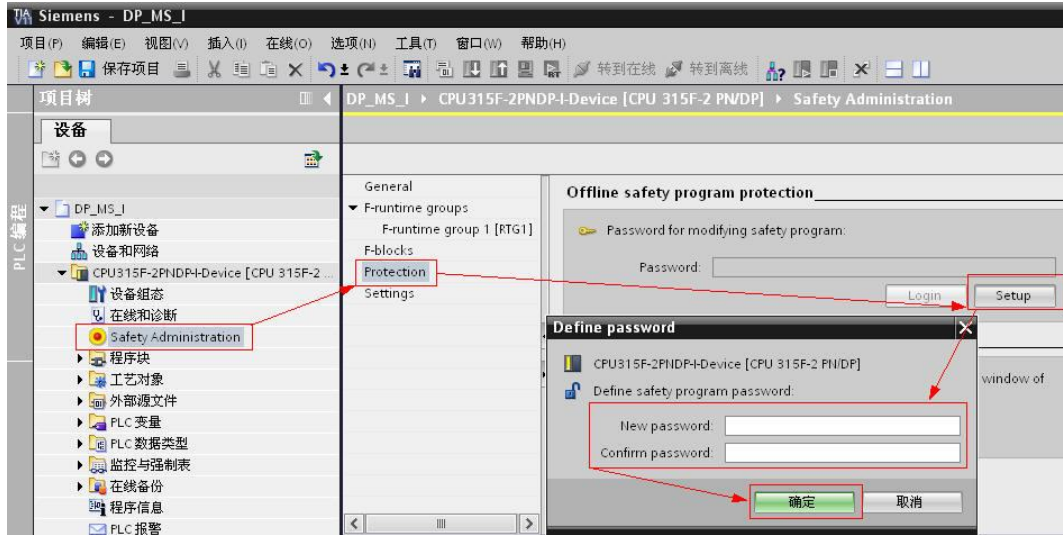 Siemens - DP_MS_I
项目(P) 编辑(E) 视图(V) 插入(I) 在线(O) 选项(N) 工具(T) 窗口(W) 帮助(H)
保存项目 转到在线 转到离线
项目树
DP_MS_I ▸ CPU315F-2PNDP-I-Device [CPU 315F-2 PN/DP] ▸ Safety Administration
设备
PLC 编程
DP_MS_I
添加新设备
设备和网络
CPU315F-2PNDP-I-Device [CPU 315F-2 ...
设备组态
在线和诊断
Safety Administration
程序块
工艺对象
外部源文件
PLC 变量
PLC 数据类型
监控与强制表
在线备份
程序信息
PLC 报警
General
F-runtime groups
F-runtime group 1 [RTG1]
F-blocks
Protection
Settings
Offline safety program protection
Password for modifying safety program:
Password:
Login Setup
window of
Define password
CPU315F-2PNDP-I-Device [CPU 315F-2 PN/DP]
Define safety program password:
New password:
Confirm password:
确定 取消